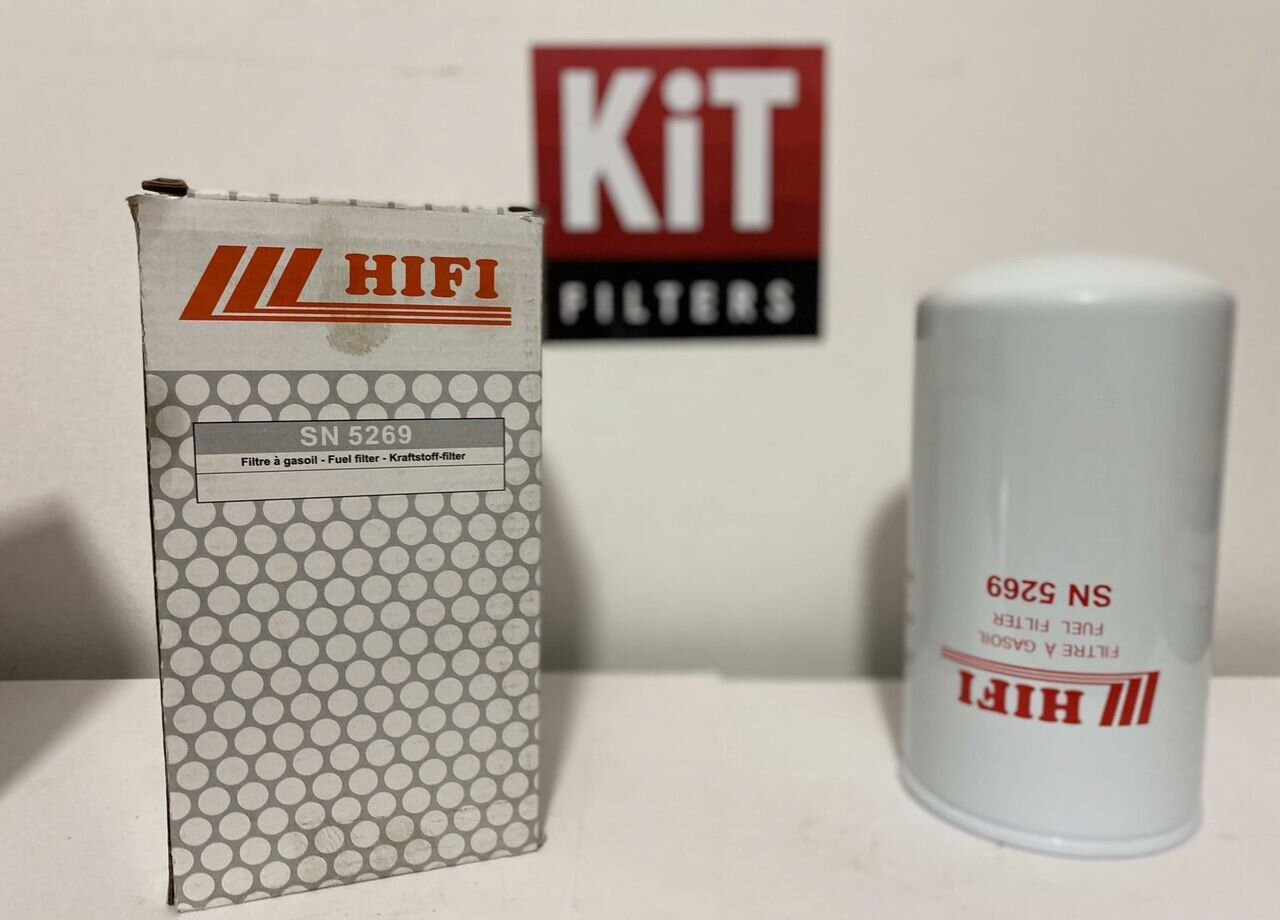 KiT
FILTERS
HIFI
SN 5269
Filtre à gasoil - Fuel filter - Kraftstoff-filter
SN 5269
FUEL FILTER
FILTRE À GASOIL
HIFI